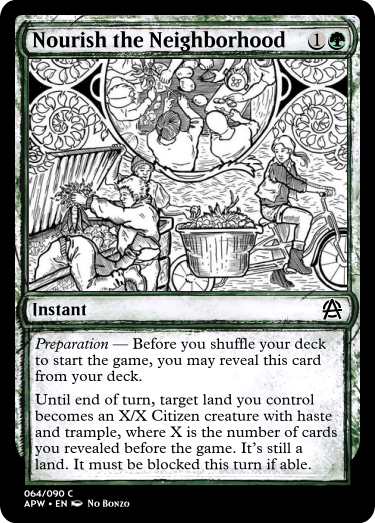 Nourish the Neighborhood 1
Instant
Preparation — Before you shuffle your deck
to start the game, you may reveal this card
from your deck.
Until end of turn, target land you control
becomes an X/X Citizen creature with haste
and trample, where X is the number of cards
you revealed before the game. It's still a
land. It must be blocked this turn if able.
064/090 C
APW • EN No Bonzo